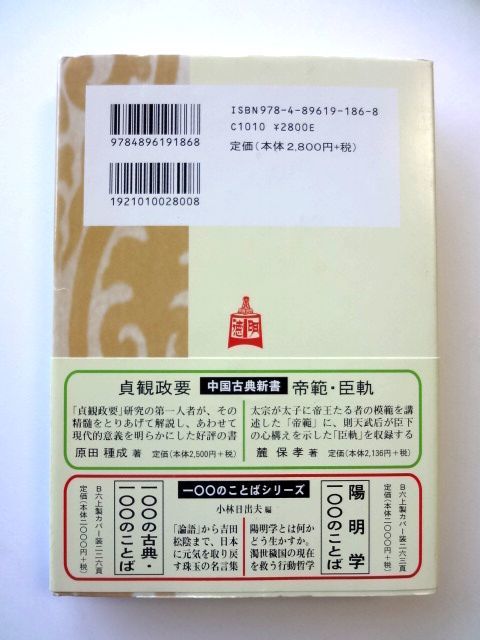 ISBN978-4-89619-186-8
C1010 ¥2800E
定価(本体2,800円+税)
9784896191868
1921010028008
明徳
貞観政要
中国古典新書
帝範・臣軌
「貞観政要」研究の第一人者が、その
精髄をとりあげて解説し、あわせて
現代的意義を明らかにした好評の書
原田種成 著 定価(本体2,500円+税)
太宗が太子に帝王たる者の模範を講
述した「帝範」に、則天武后が臣下
の心構えを示した「臣軌」を収録する
麓 保孝 著 定価(本体2,136円+税)
一〇〇のことばシリーズ
小林日出夫 編
陽明学
一〇〇のことば
B六上製カバー装二六三頁
定価(本体二〇〇〇円+税)
陽明学とは何か
どう生かすか。
濁世穢国の現在
を救う行動哲学
一〇〇の古典・
一〇〇のことば
B六上製カバー装二三六頁
定価(本体二〇〇〇円+税)
「論語」から吉田
松陰まで、日本
に元気を取り戻
す珠玉の名言集